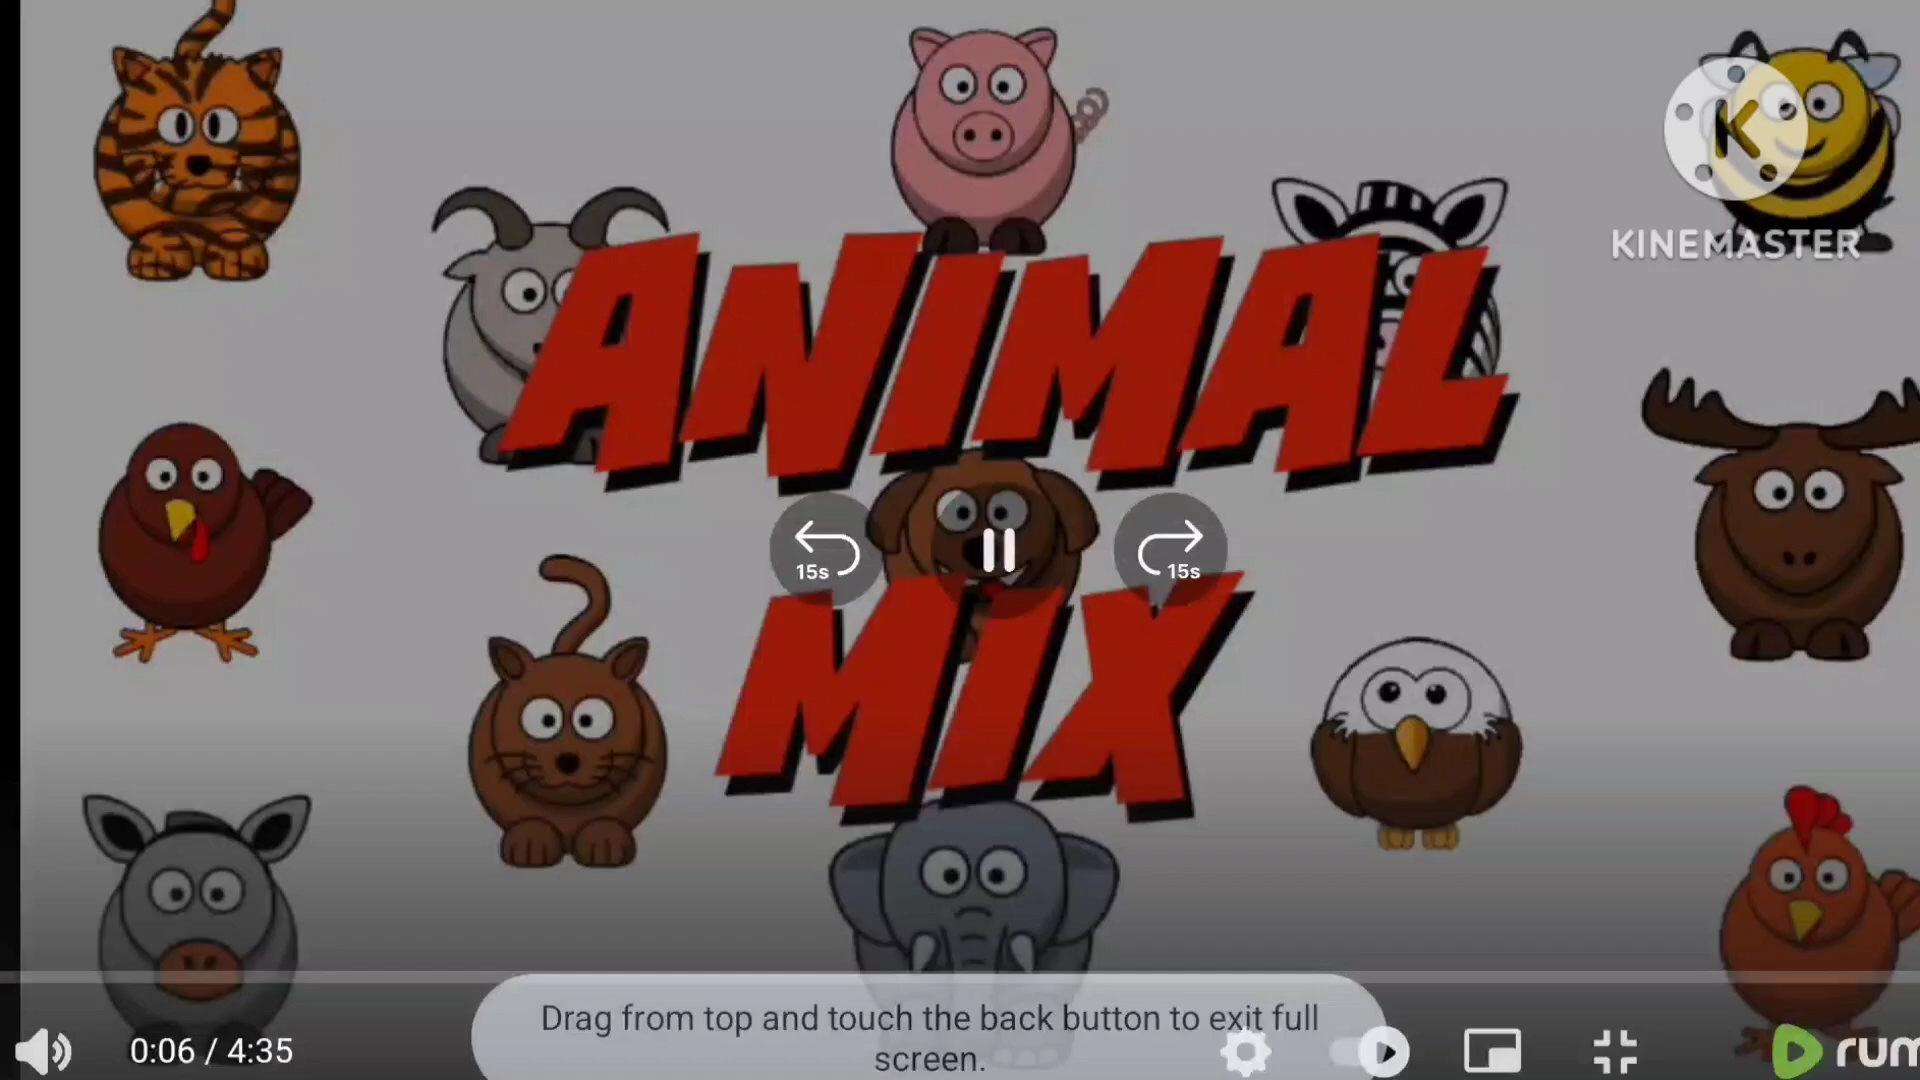 K
KINEMASTER
ANIMAL
15s
15s
MIX
Drag from top and touch the back button to exit full
screen.
0:06 / 4:35
rum